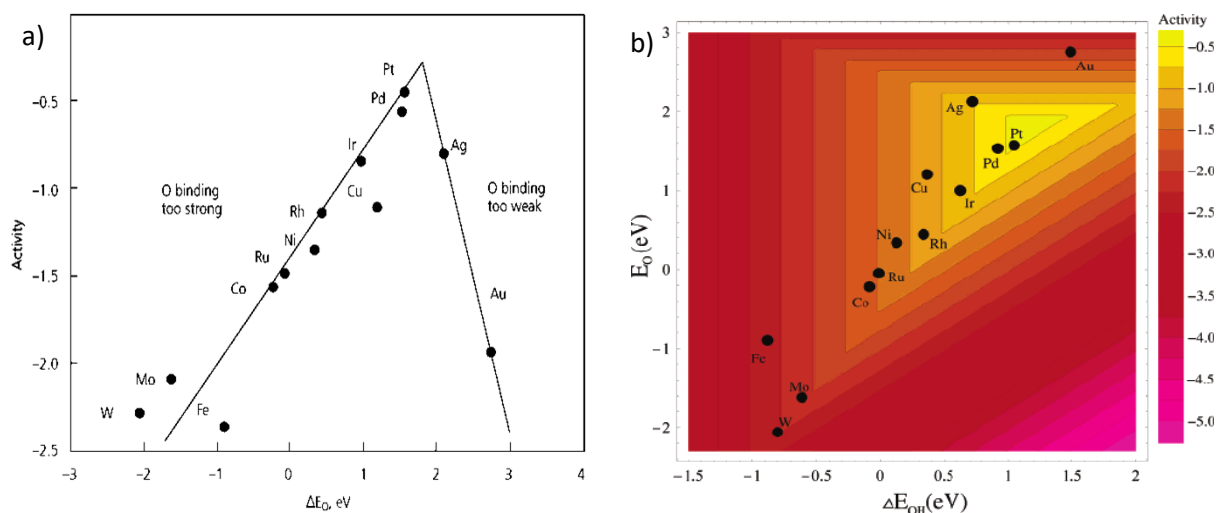 a)
Pt
Pd
−0.5
Ag
Ir
Cu
−1.0
O binding
too strong
O binding
too weak
Rh
Ni
Ru
−1.5
Co
Au
−2.0
Mo
W
Fe
−2.5
−3
−2
−1
0
1
2
3
4
Activity
ΔE_O, eV
b)
Activity
3
2
1
0
−1
−2
Au
Ag
Pt
Pd
Cu
Ir
Ni
Rh
Ru
Co
Fe
Mo
W
−1.5
−1
−0.5
0
0.5
1
1.5
2
E_O(eV)
△E_OH(eV)
−0.5
−1.0
−1.5
−2.0
−2.5
−3.0
−3.5
−4.0
−4.5
−5.0